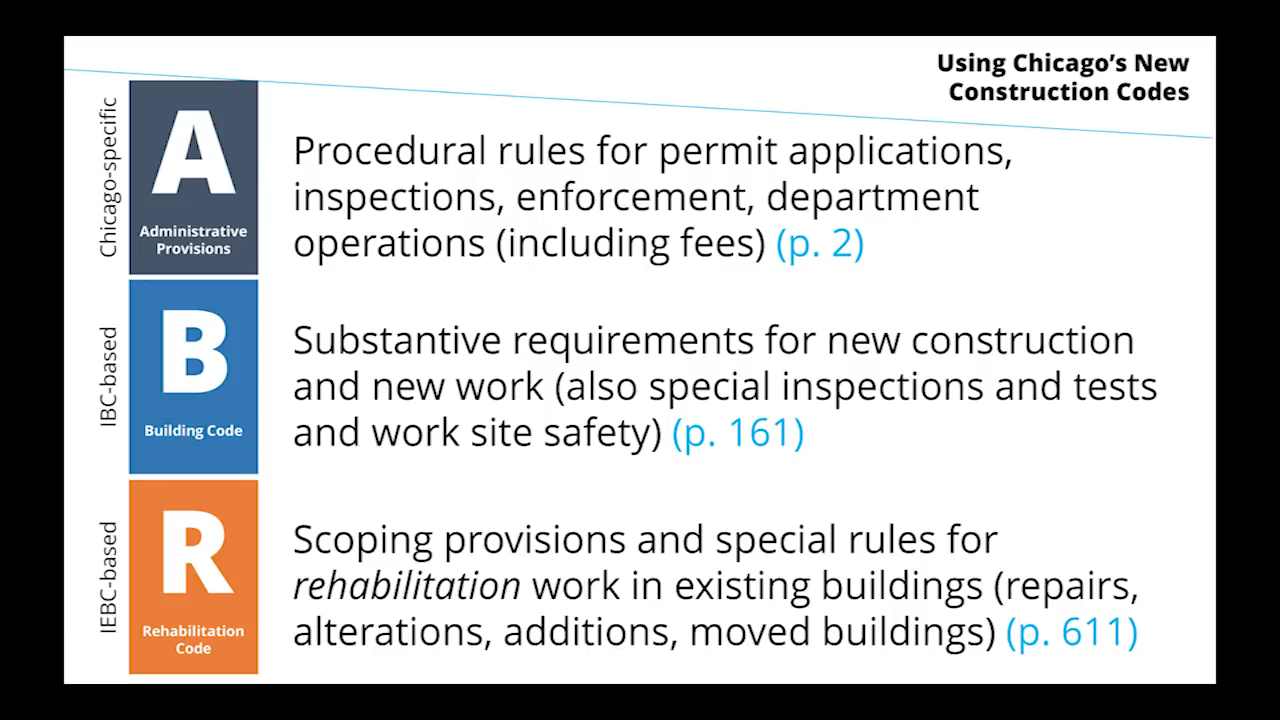 Using Chicago's New
Construction Codes
Chicago-specific
A
Administrative
Provisions
Procedural rules for permit applications,
inspections, enforcement, department
operations (including fees) (p. 2)
IBC-based
B
Building Code
Substantive requirements for new construction
and new work (also special inspections and tests
and work site safety) (p. 161)
IEBC-based
R
Rehabilitation
Code
Scoping provisions and special rules for
rehabilitation work in existing buildings (repairs,
alterations, additions, moved buildings) (p. 611)